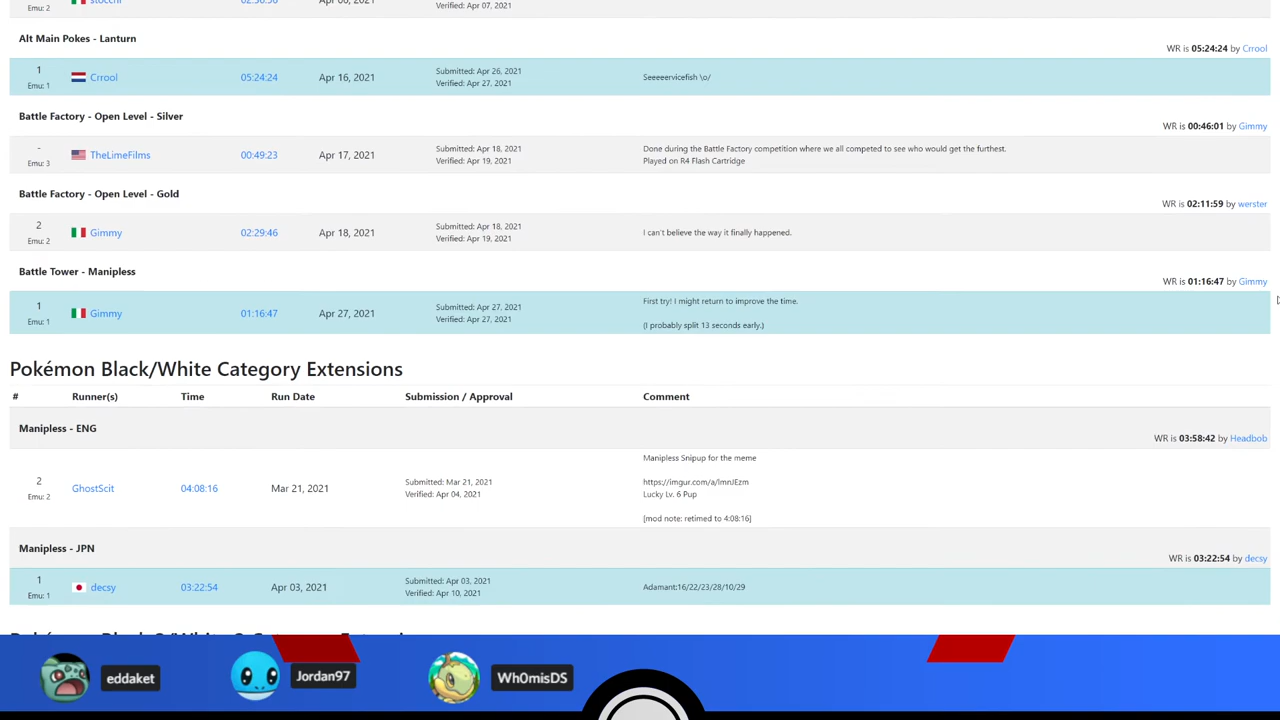 Emu: 2
stocchi
02:56:56
Apr 06, 2021
Verified: Apr 07, 2021
Alt Main Pokes - Lanturn
WR is 05:24:24 by Crrool
1
Emu: 1
Crrool
05:24:24
Apr 16, 2021
Submitted: Apr 26, 2021
Verified: Apr 27, 2021
Seeeeervicefish \o/
Battle Factory - Open Level - Silver
WR is 00:46:01 by Gimmy
-
Emu: 3
TheLimeFilms
00:49:23
Apr 17, 2021
Submitted: Apr 18, 2021
Verified: Apr 19, 2021
Done during the Battle Factory competition where we all competed to see who would get the furthest.
Played on R4 Flash Cartridge
Battle Factory - Open Level - Gold
WR is 02:11:59 by werster
2
Emu: 2
Gimmy
02:29:46
Apr 18, 2021
Submitted: Apr 18, 2021
Verified: Apr 19, 2021
I can't believe the way it finally happened.
Battle Tower - Manipless
WR is 01:16:47 by Gimmy
1
Emu: 1
Gimmy
01:16:47
Apr 27, 2021
Submitted: Apr 27, 2021
Verified: Apr 27, 2021
First try! I might return to improve the time.
(I probably split 13 seconds early.)
Pokémon Black/White Category Extensions
# Runner(s) Time Run Date Submission / Approval Comment
Manipless - ENG
WR is 03:58:42 by Headbob
2
Emu: 2
GhostScit
04:08:16
Mar 21, 2021
Submitted: Mar 21, 2021
Verified: Apr 04, 2021
Manipless Snipup for the meme
https://imgur.com/a/lmnJEzm
Lucky Lv. 6 Pup
[mod note: retimed to 4:08:16]
Manipless - JPN
WR is 03:22:54 by decsy
1
Emu: 1
decsy
03:22:54
Apr 03, 2021
Submitted: Apr 03, 2021
Verified: Apr 10, 2021
Adamant:16/22/23/28/10/29
eddaket
Jordan97
Wh0misDS